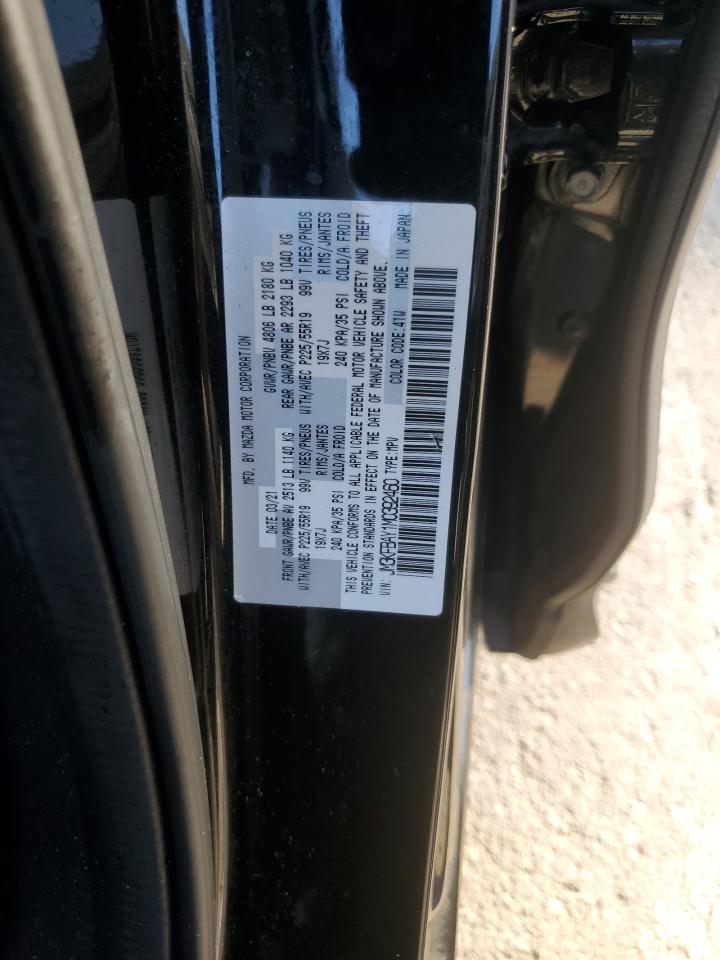 MFD. BY MAZDA MOTOR CORPORATION
DATE 03/21 GVWR/PNBV 4806 LB 2180 KG
FRONT GAWR/PNBE AV 2513 LB 1140 KG REAR GAWR/PNBE AR 2293 LB 1040 KG
WITH/AVEC P225/55R19 99V TIRES/PNEUS WITH/AVEC P225/55R19 99V TIRES/PNEUS
19X7J RIMS/JANTES 19X7J RIMS/JANTES
240 KPA/35 PSI COLD/A FROID 240 KPA/35 PSI COLD/A FROID
THIS VEHICLE CONFORMS TO ALL APPLICABLE FEDERAL MOTOR VEHICLE SAFETY AND THEFT
PREVENTION STANDARDS IN EFFECT ON THE DATE OF MANUFACTURE SHOWN ABOVE.
VIN: JM3KFBAY1M0392460 TYPE:MPV COLOR CODE:41W MADE IN JAPAN